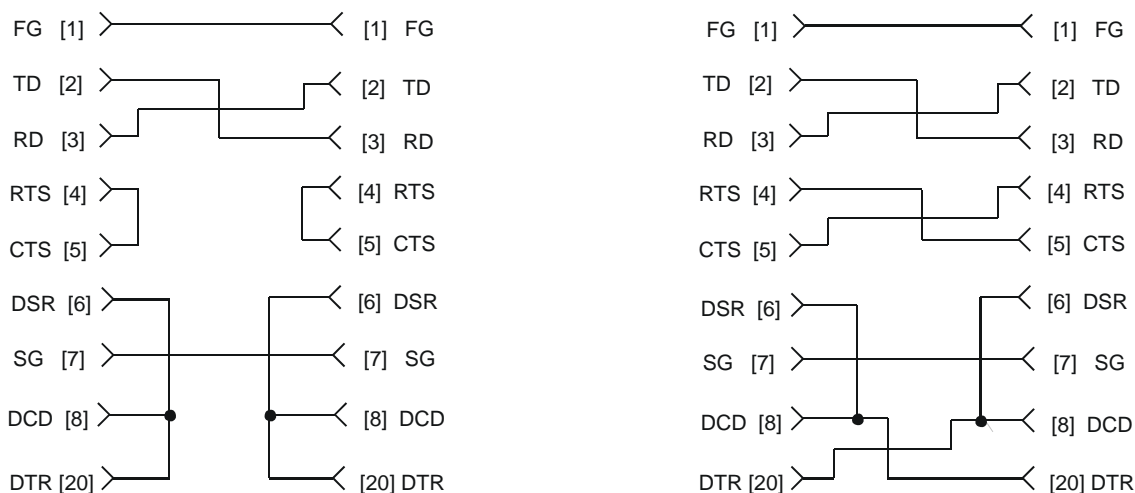 FG [1] [1] FG
TD [2] [2] TD
RD [3] [3] RD
RTS [4] [4] RTS
CTS [5] [5] CTS
DSR [6] [6] DSR
SG [7] [7] SG
DCD [8] [8] DCD
DTR [20] [20] DTR
FG [1] [1] FG
TD [2] [2] TD
RD [3] [3] RD
RTS [4] [4] RTS
CTS [5] [5] CTS
DSR [6] [6] DSR
SG [7] [7] SG
DCD [8] [8] DCD
DTR [20] [20] DTR